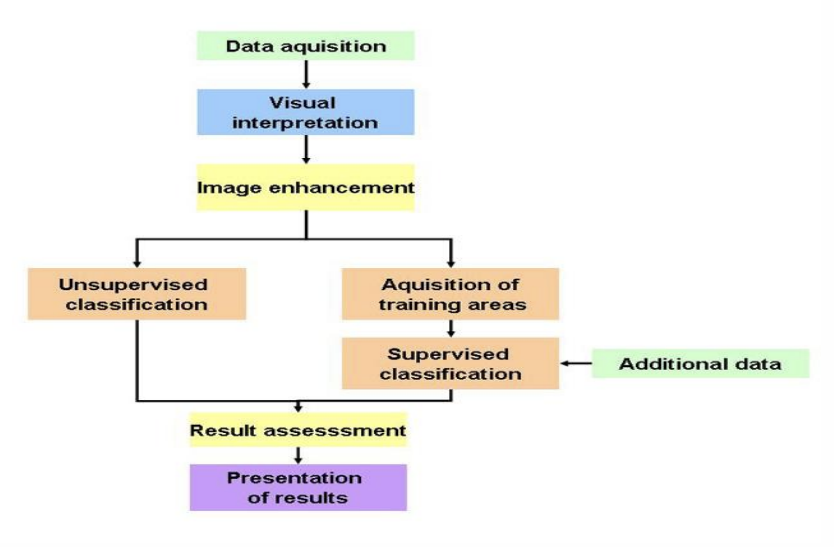 Data aquisition
Visual
interpretation
Image enhancement
Unsupervised
classification
Aquisition of
training areas
Supervised
classification
Additional data
Result assesssment
Presentation
of results